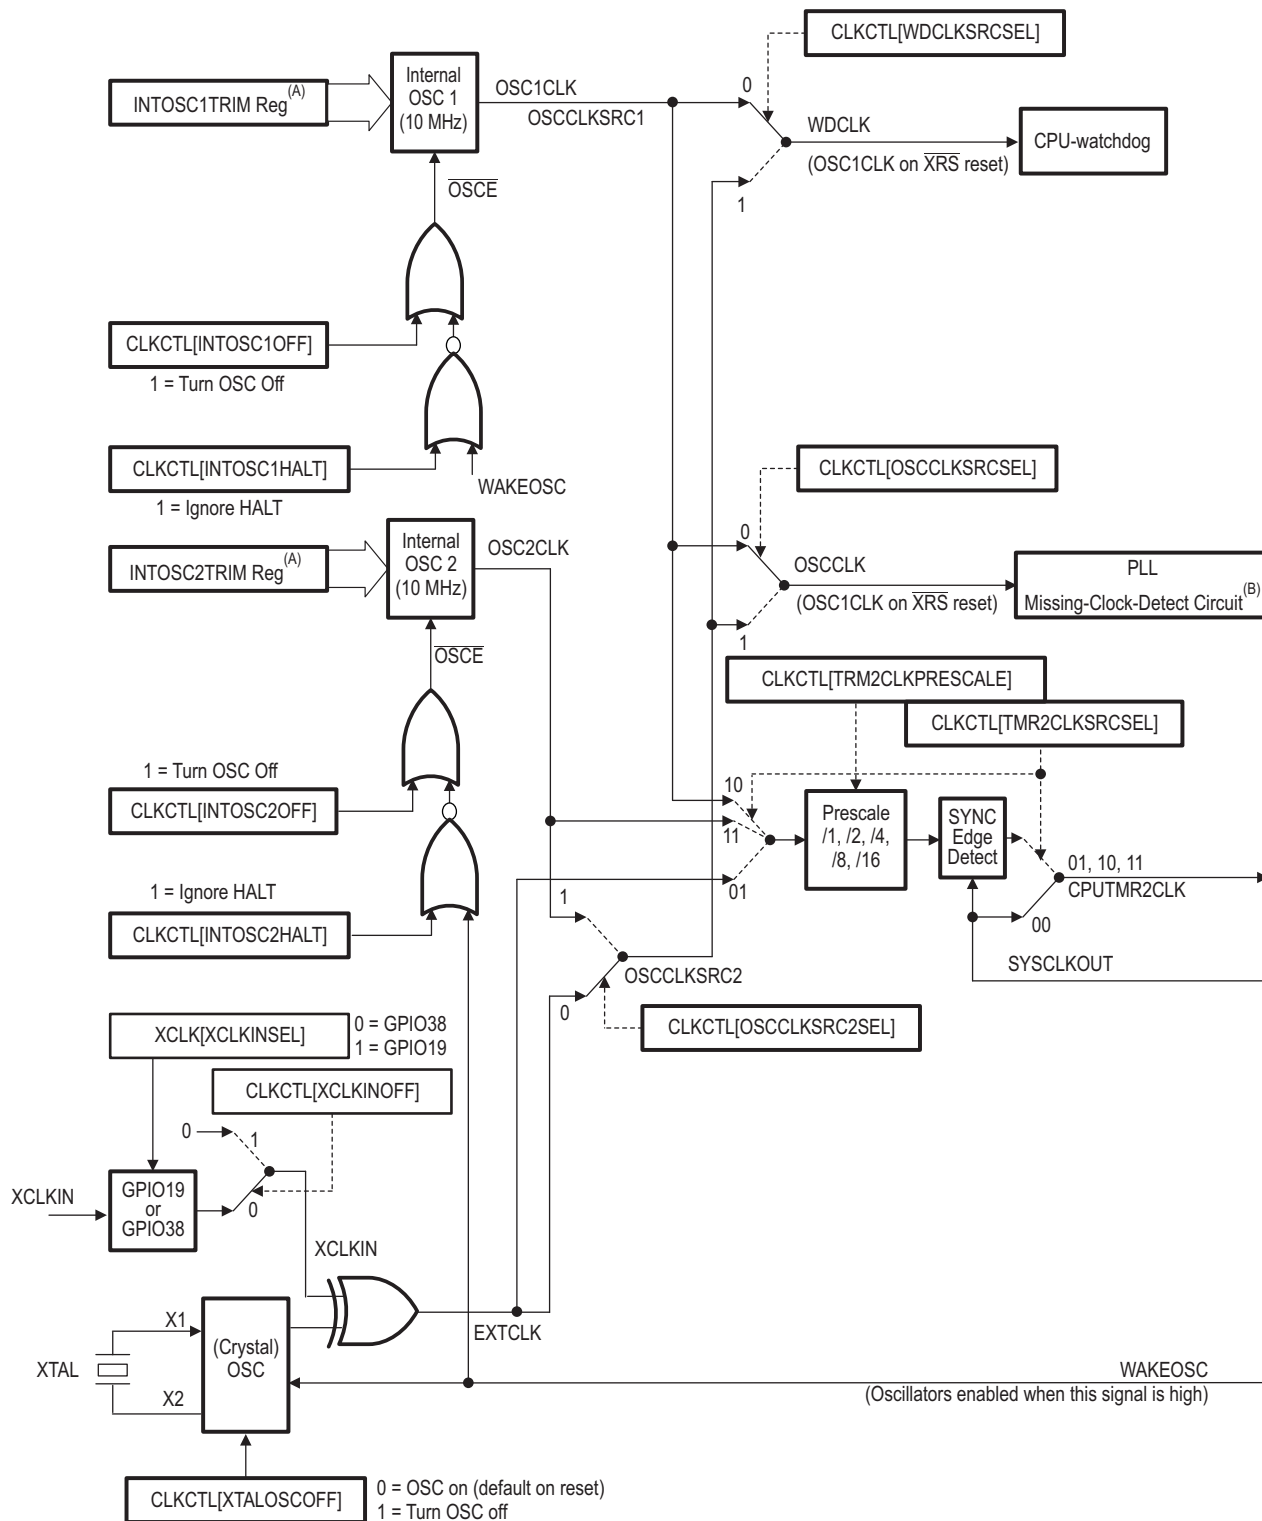 CLKCTL[WDCLKSRCSEL]
INTOSC1TRIM Reg(A)
Internal
OSC 1
(10 MHz)
OSC1CLK
OSCCLKSRC1
0
1
WDCLK
(OSC1CLK on XRS reset)
CPU-watchdog
OSCE
CLKCTL[INTOSC1OFF]
1 = Turn OSC Off
CLKCTL[INTOSC1HALT]
1 = Ignore HALT
WAKEOSC
CLKCTL[OSCCLKSRCSEL]
INTOSC2TRIM Reg(A)
Internal
OSC 2
(10 MHz)
OSC2CLK
0
1
OSCCLK
(OSC1CLK on XRS reset)
PLL
Missing-Clock-Detect Circuit(B)
OSCE
CLKCTL[TRM2CLKPRESCALE]
CLKCTL[TMR2CLKSRCSEL]
1 = Turn OSC Off
CLKCTL[INTOSC2OFF]
10
11
01
Prescale
/1, /2, /4,
/8, /16
SYNC
Edge
Detect
01, 10, 11
CPUTMR2CLK
00
SYSCLKOUT
1 = Ignore HALT
CLKCTL[INTOSC2HALT]
1
0
OSCCLKSRC2
CLKCTL[OSCCLKSRC2SEL]
XCLK[XCLKINSEL]
0 = GPIO38
1 = GPIO19
CLKCTL[XCLKINOFF]
0
1
0
XCLKIN
GPIO19
or
GPIO38
XCLKIN
EXTCLK
XTAL
X1
X2
(Crystal)
OSC
WAKEOSC
(Oscillators enabled when this signal is high)
CLKCTL[XTALOSCOFF]
0 = OSC on (default on reset)
1 = Turn OSC off